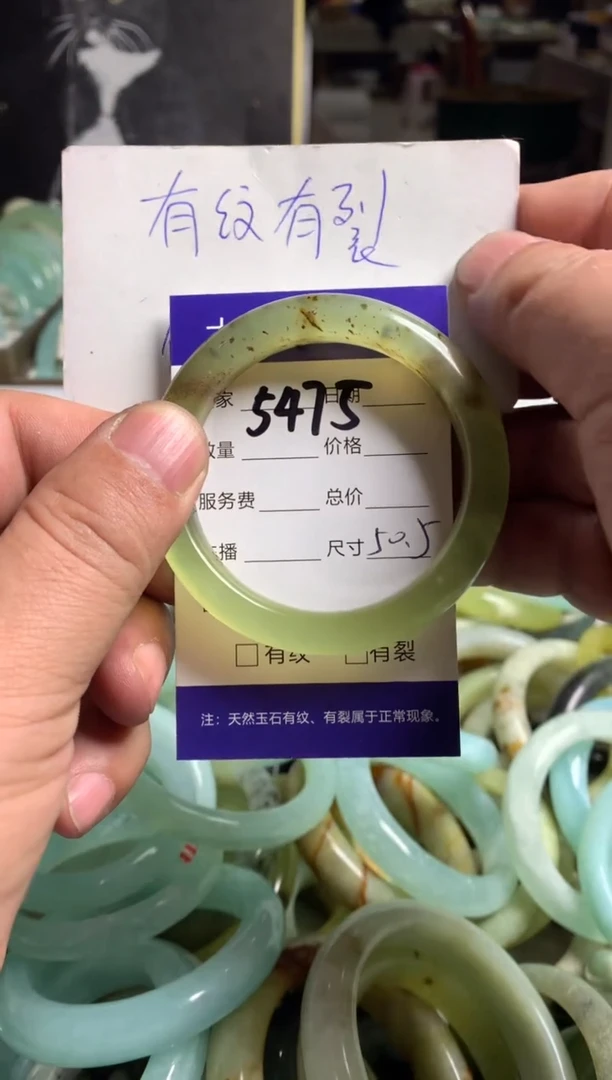 有纹有裂
家 5475 日期
数量 价格
服务费 总价
主播 尺寸 50.5
□有纹 □有裂
注：天然玉石有纹、有裂属于正常现象。